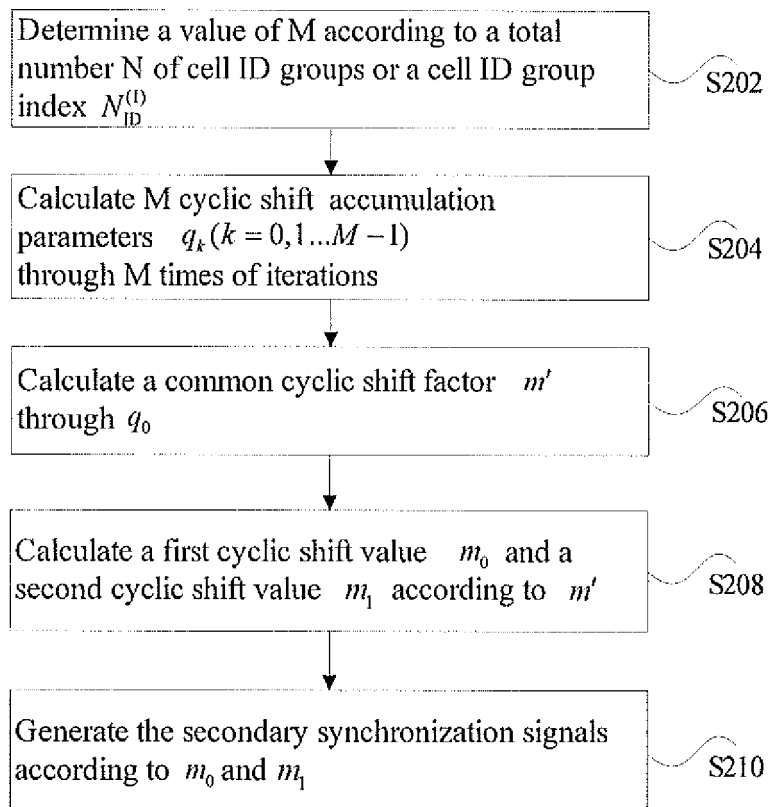 Determine a value of M according to a total
number N of cell ID groups or a cell ID group
index N_{ID}^{(1)}
S202
Calculate M cyclic shift accumulation
parameters q_k (k = 0,1...M − 1)
through M times of iterations
S204
Calculate a common cyclic shift factor m'
through q_0
S206
Calculate a first cyclic shift value m_0 and a
second cyclic shift value m_1 according to m'
S208
Generate the secondary synchronization signals
according to m_0 and m_1
S210